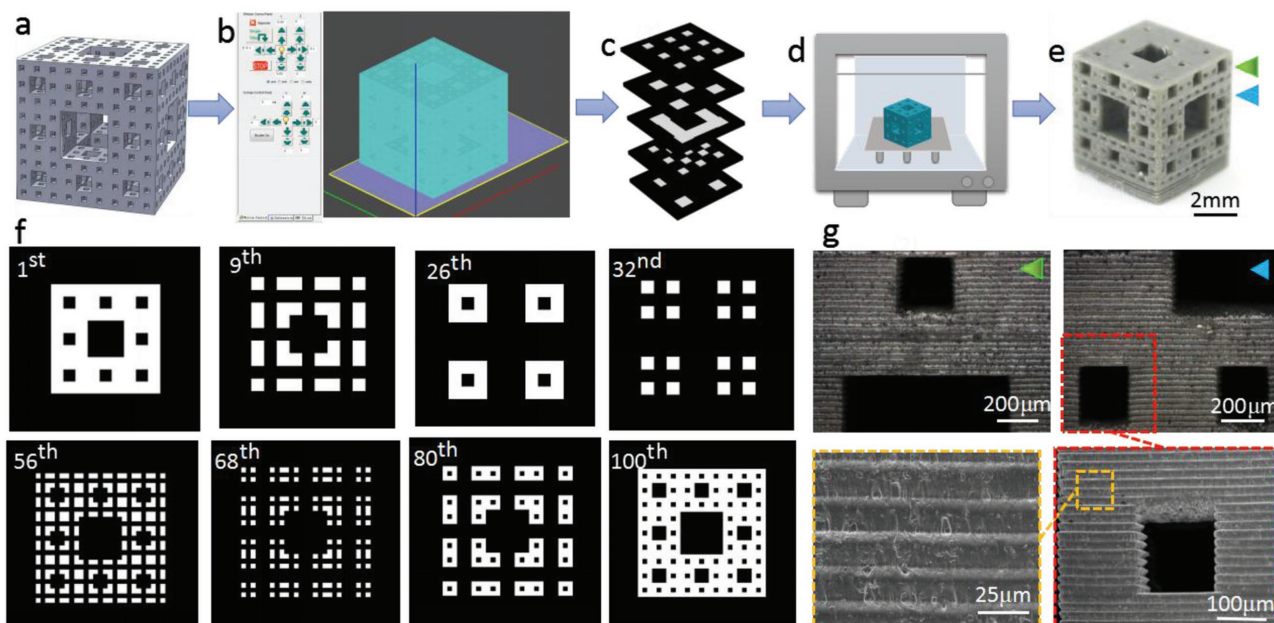 a
b
STOP
c
d
e
2mm
f
1st
9th
26th
32nd
56th
68th
80th
100th
g
200μm
200μm
25μm
100μm